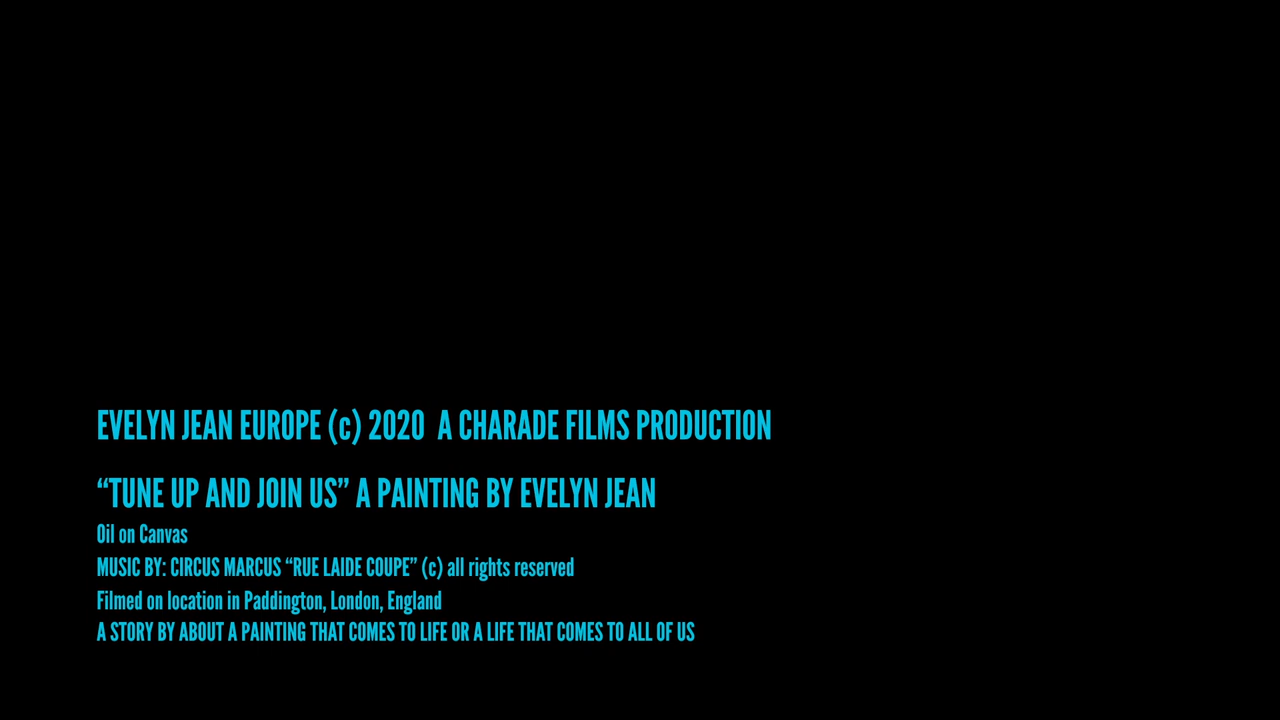 EVELYN JEAN EUROPE (c) 2020  A CHARADE FILMS PRODUCTION
“TUNE UP AND JOIN US” A PAINTING BY EVELYN JEAN
Oil on Canvas
MUSIC BY: CIRCUS MARCUS “RUE LAIDE COUPE” (c) all rights reserved
Filmed on location in Paddington, London, England
A STORY BY ABOUT A PAINTING THAT COMES TO LIFE OR A LIFE THAT COMES TO ALL OF US